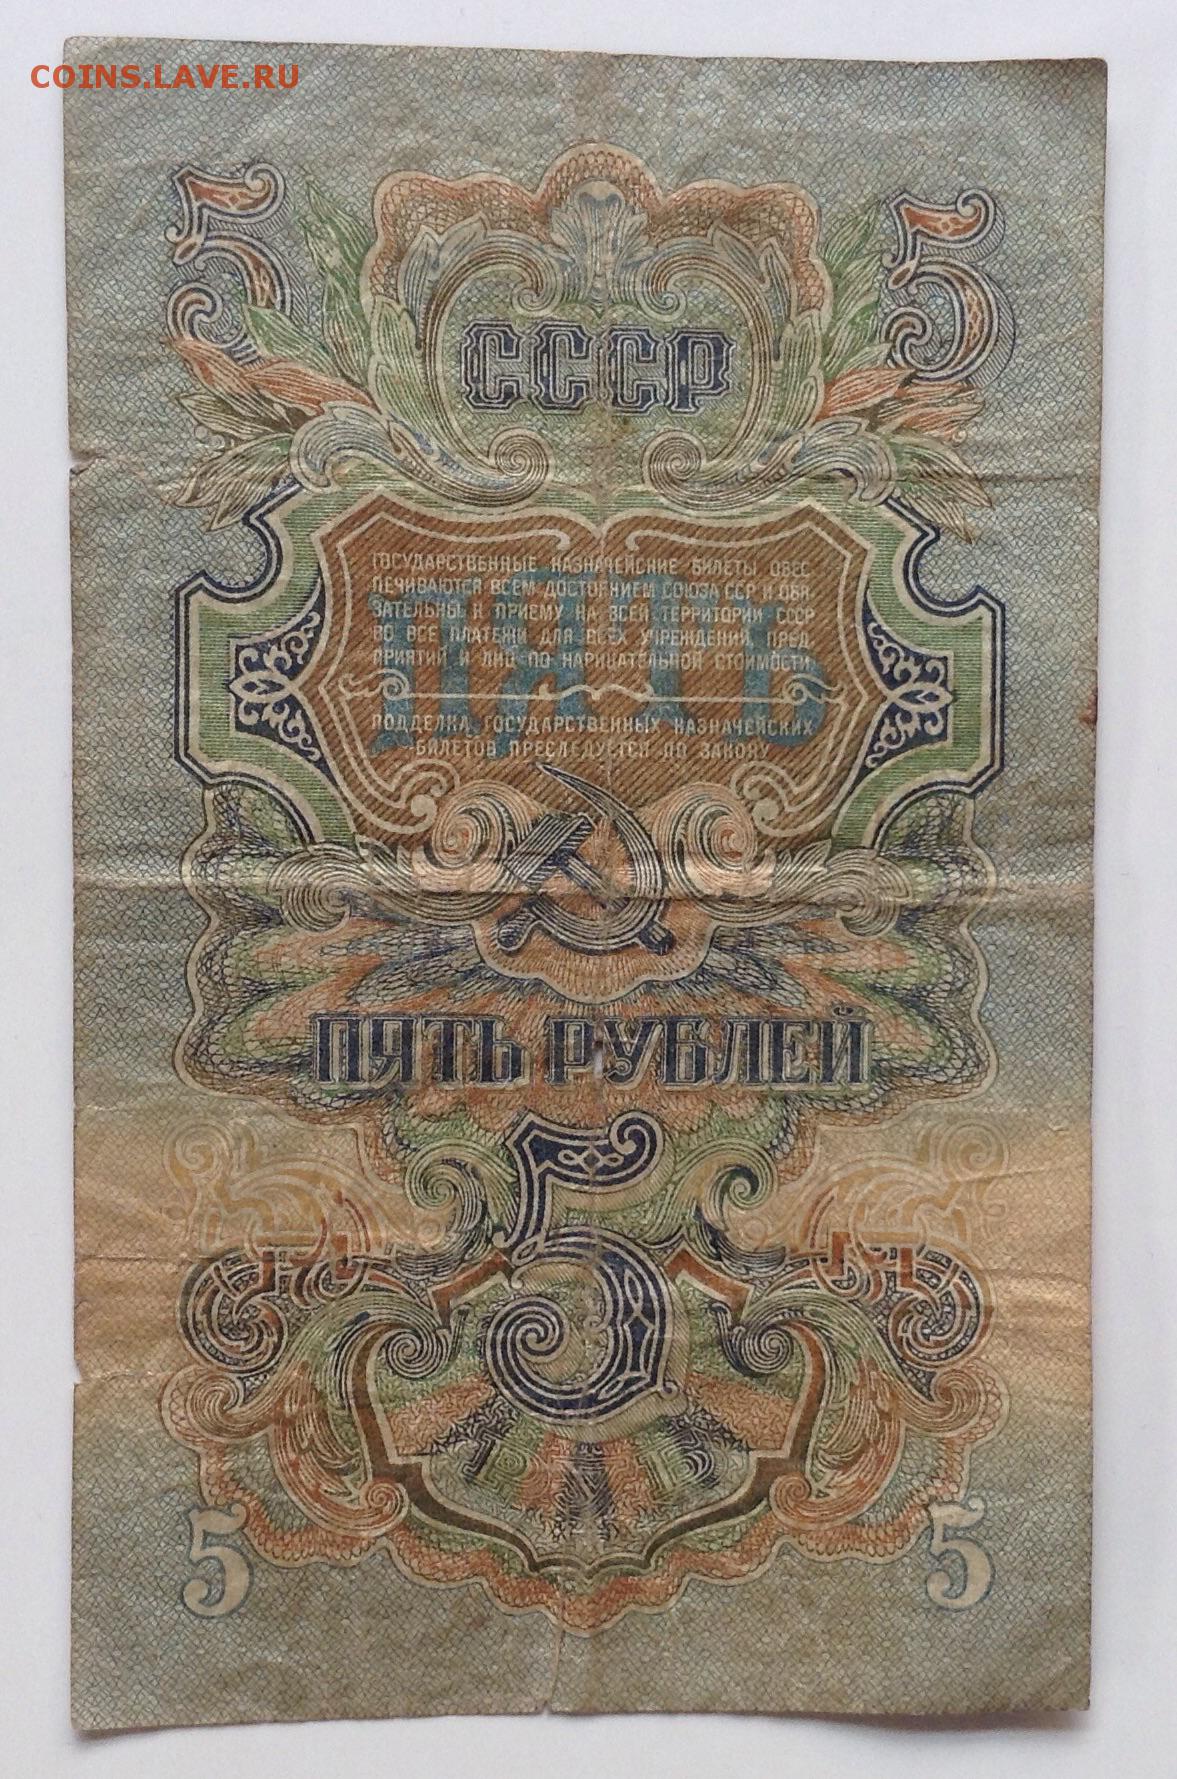 COINS.LAVE.RU
5 5
СССР
ГОСУДАРСТВЕННЫЕ КАЗНАЧЕЙСКИЕ БИЛЕТЫ ОБЕС
ПЕЧИВАЮТСЯ ВСЕМ ДОСТОЯНИЕМ СОЮЗА ССР И ОБЯ
ЗАТЕЛЬНЫ К ПРИЕМУ НА ВСЕЙ ТЕРРИТОРИИ СССР
ВО ВСЕ ПЛАТЕЖИ ДЛЯ ВСЕХ УЧРЕЖДЕНИЙ, ПРЕД
ПРИЯТИЙ И ЛИЦ ПО НАРИЦАТЕЛЬНОЙ СТОИМОСТИ
ПЯТЬ
ПОДДЕЛКА ГОСУДАРСТВЕННЫХ КАЗНАЧЕЙСКИХ
БИЛЕТОВ ПРЕСЛЕДУЕТСЯ ПО ЗАКОНУ
ПЯТЬ РУБЛЕЙ
5
5 5